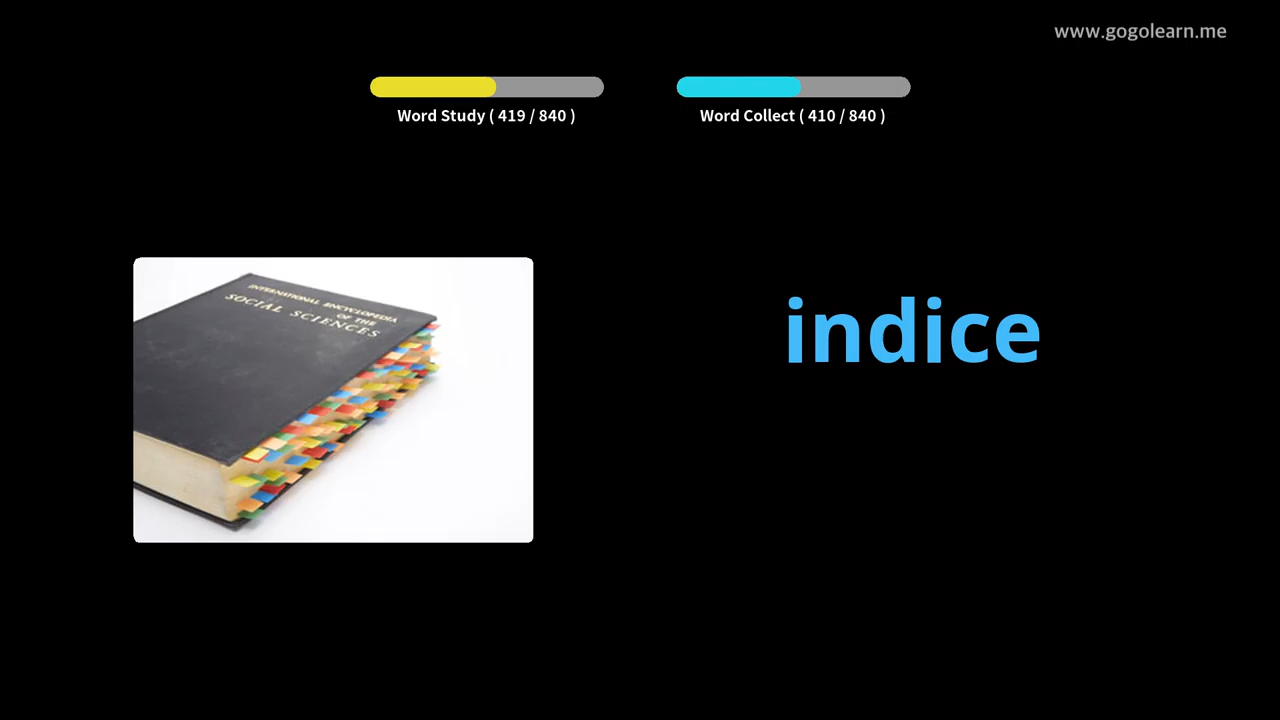 www.gogolearn.me
Word Study ( 419 / 840 )
Word Collect ( 410 / 840 )
INTERNATIONAL ENCYCLOPEDIA
OF THE
SOCIAL SCIENCES
indice